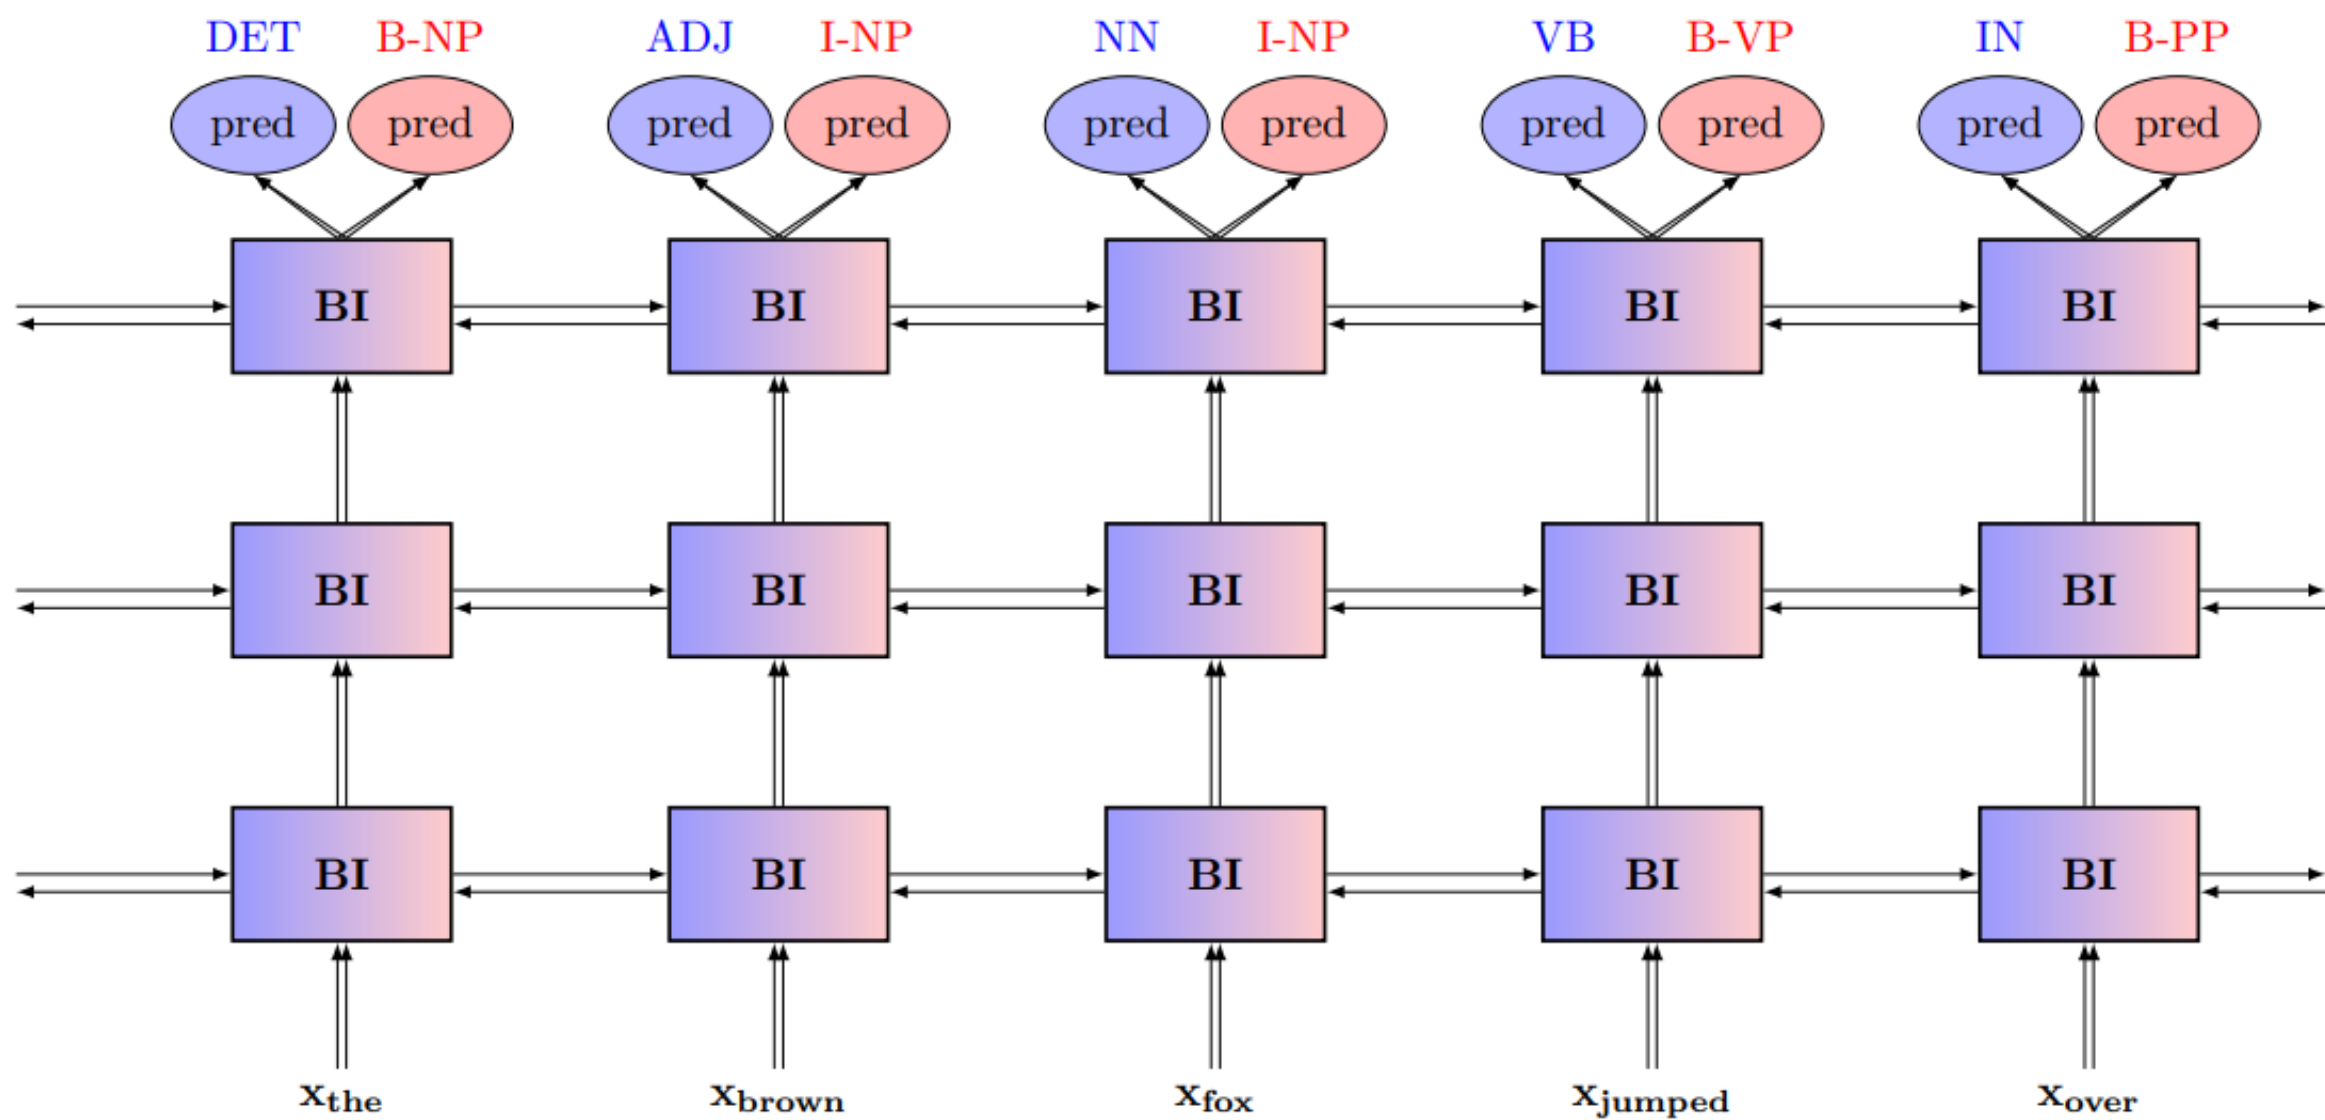 DET B-NP ADJ I-NP NN I-NP VB B-VP IN B-PP
pred pred pred pred pred pred pred pred pred pred
BI BI BI BI BI
BI BI BI BI BI
BI BI BI BI BI
xthe xbrown xfox xjumped xover